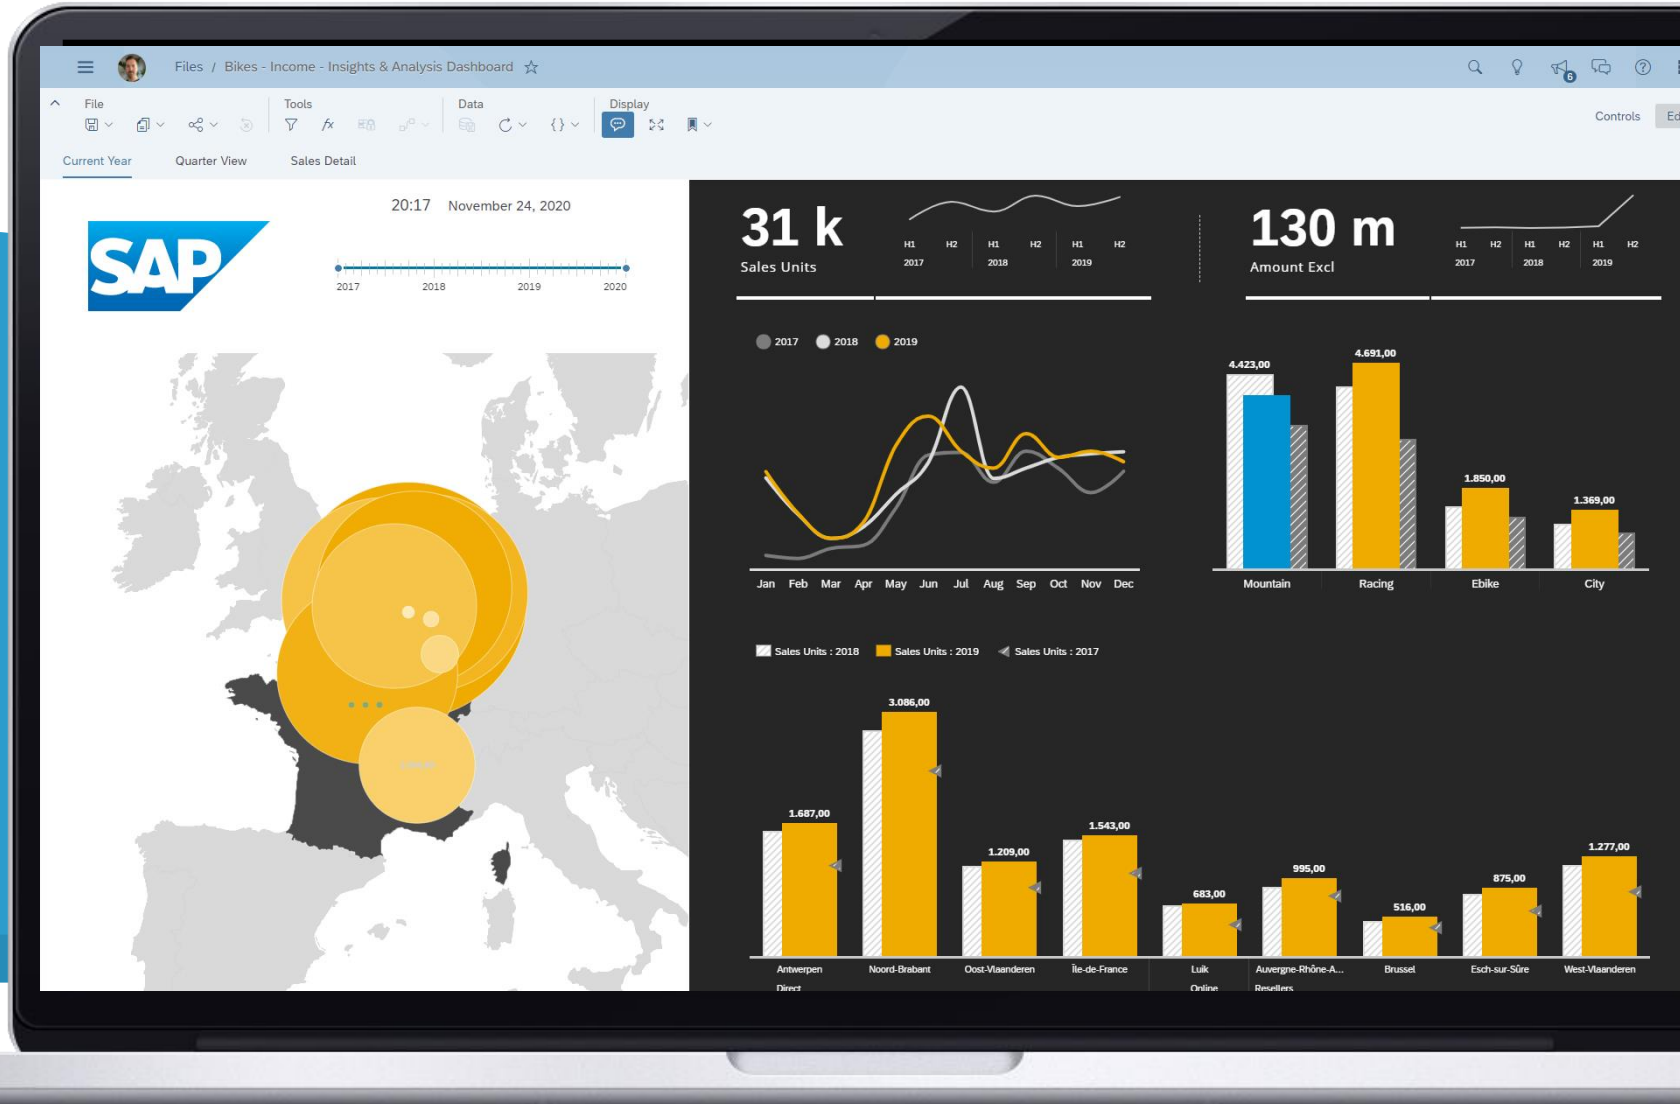 Files / Bikes - Income - Insights & Analysis Dashboard
6
File
Tools
Data
Display
fx
Controls
Current Year
Quarter View
Sales Detail
20:17 November 24, 2020
SAP
2017 2018 2019 2020
31 k
Sales Units
H1 H2 H1 H2 H1 H2
2017 2018 2019
130 m
Amount Excl
H1 H2 H1 H2 H1 H2
2017 2018 2019
2017 2018 2019
Jan Feb Mar Apr May Jun Jul Aug Sep Oct Nov Dec
4.423,00
4.691,00
1.850,00
1.369,00
Mountain Racing Ebike City
Sales Units : 2018 Sales Units : 2019 Sales Units : 2017
1.687,00
3.086,00
1.209,00
1.543,00
683,00
995,00
516,00
875,00
1.277,00
Antwerpen Noord-Brabant Oost-Vlaanderen Île-de-France Luik Auvergne-Rhône-A... Brussel Esch-sur-Sûre West-Vlaanderen
Direct Online Resellers